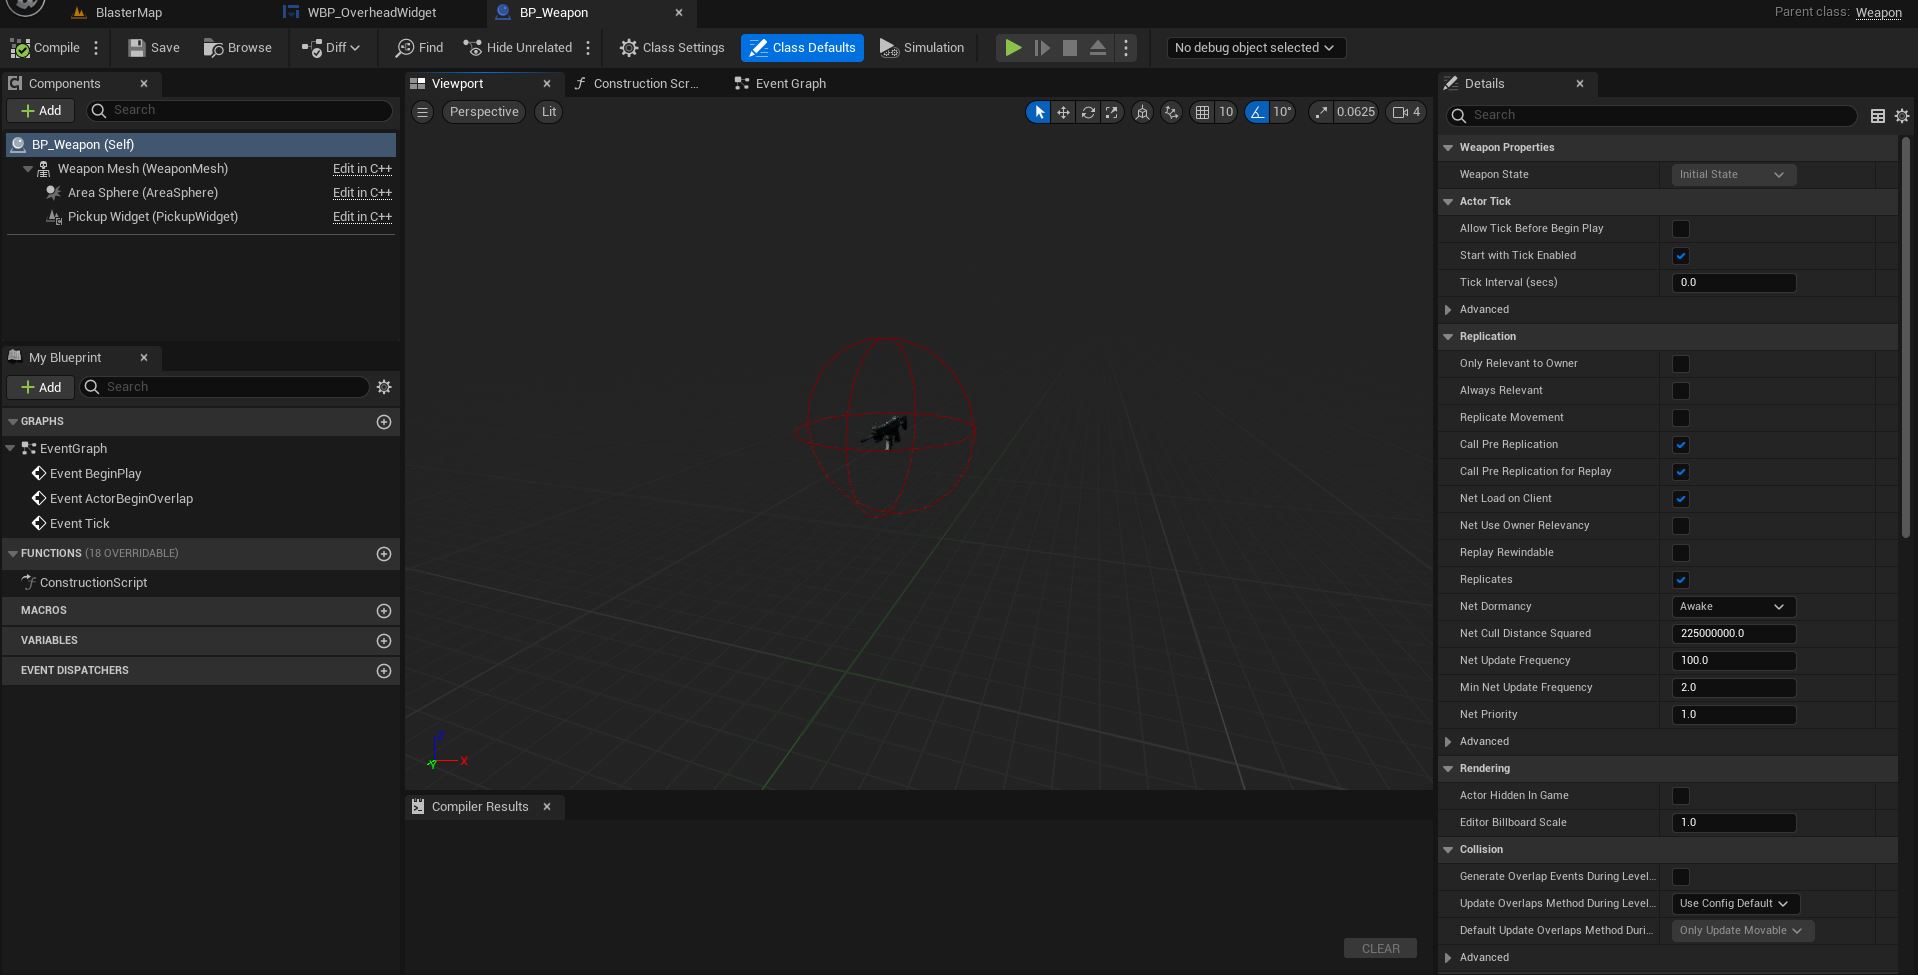 BlasterMap
WBP_OverheadWidget
BP_Weapon
Parent class: Weapon
Compile
Save
Browse
Diff
Find
Hide Unrelated
Class Settings
Class Defaults
Simulation
No debug object selected
Components
Add
Search
BP_Weapon (Self)
Weapon Mesh (WeaponMesh)
Edit in C++
Area Sphere (AreaSphere)
Edit in C++
Pickup Widget (PickupWidget)
Edit in C++
My Blueprint
Add
Search
GRAPHS
EventGraph
Event BeginPlay
Event ActorBeginOverlap
Event Tick
FUNCTIONS (18 OVERRIDABLE)
ConstructionScript
MACROS
VARIABLES
EVENT DISPATCHERS
Viewport
Construction Scr...
Event Graph
Perspective
Lit
10
10°
0.0625
4
Z
X
Y
Compiler Results
CLEAR
Details
Search
Weapon Properties
Weapon State
Initial State
Actor Tick
Allow Tick Before Begin Play
Start with Tick Enabled
Tick Interval (secs)
0.0
Advanced
Replication
Only Relevant to Owner
Always Relevant
Replicate Movement
Call Pre Replication
Call Pre Replication for Replay
Net Load on Client
Net Use Owner Relevancy
Replay Rewindable
Replicates
Net Dormancy
Awake
Net Cull Distance Squared
225000000.0
Net Update Frequency
100.0
Min Net Update Frequency
2.0
Net Priority
1.0
Advanced
Rendering
Actor Hidden In Game
Editor Billboard Scale
1.0
Collision
Generate Overlap Events During Level...
Update Overlaps Method During Level...
Use Config Default
Default Update Overlaps Method Duri...
Only Update Movable
Advanced